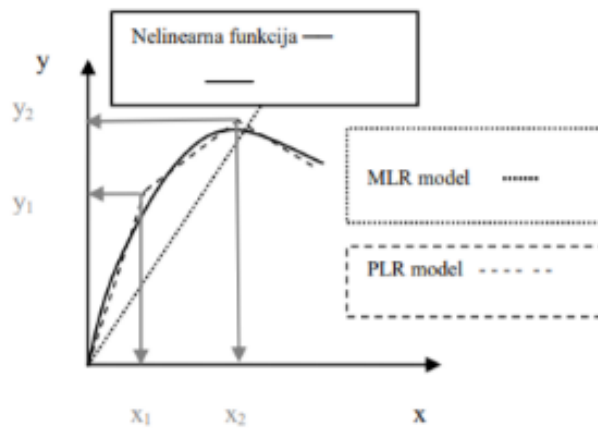 Nelinearna funkcija
y
y₂
MLR model
y₁
PLR model
x₁
x₂
x